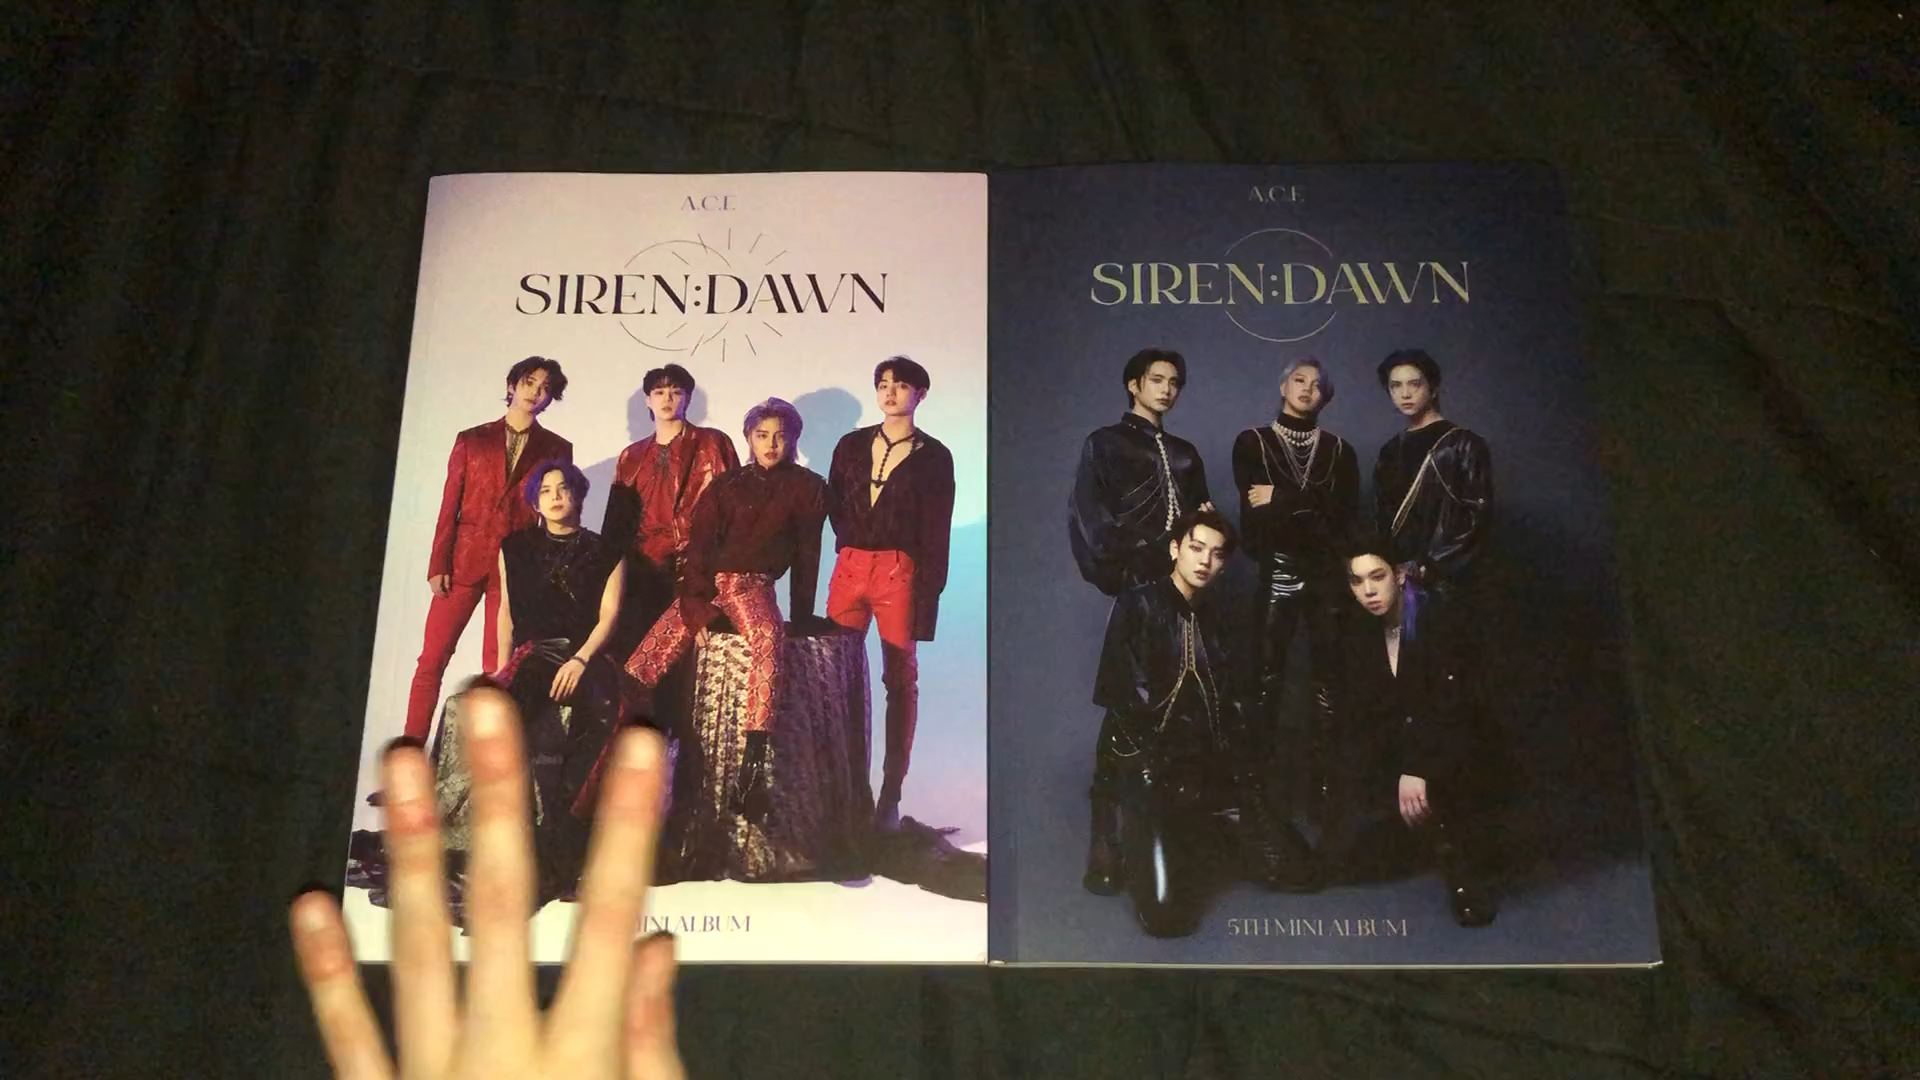 A.C.E
SIREN:DAWN
MINI ALBUM
A.C.E
SIREN:DAWN
5TH MINI ALBUM